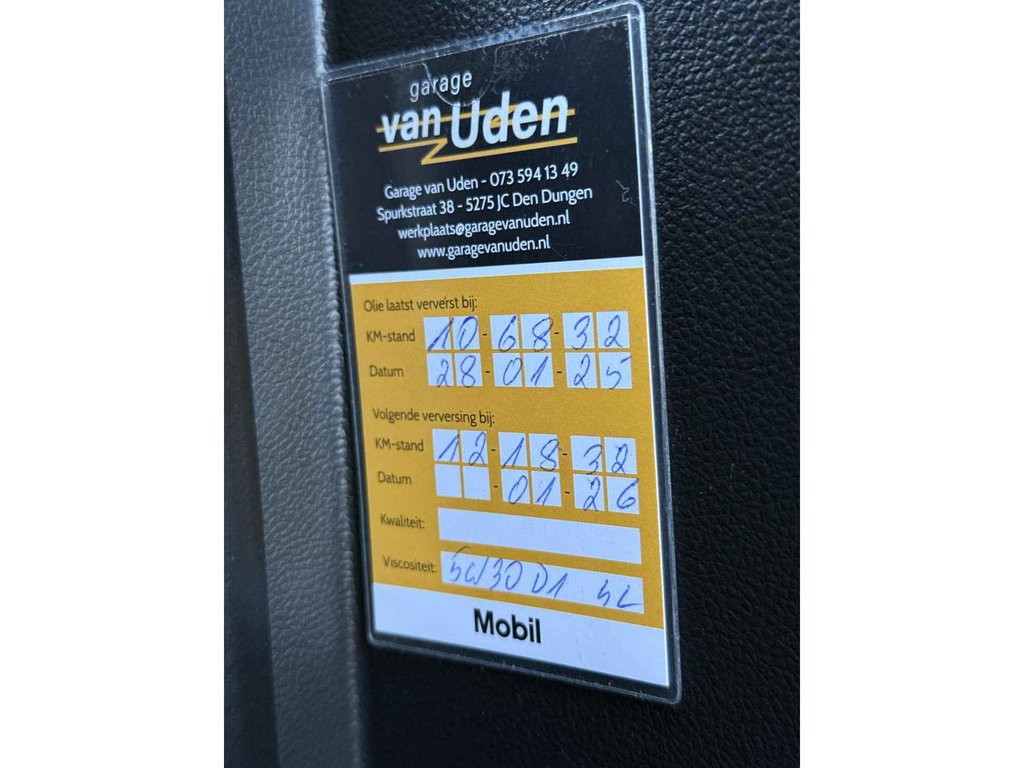 garage
van Uden
Garage van Uden - 073 594 13 49
Spurkstraat 38 - 5275 JC Den Dungen
werkplaats@garagevanuden.nl
www.garagevanuden.nl
Olie laatst ververst bij:
KM-stand 10-68-32
Datum 28-01-25
Volgende verversing bij:
KM-stand 12-18-32
Datum - 01-26
Kwaliteit:
Viscositeit: 5W30 D1 4L
Mobil